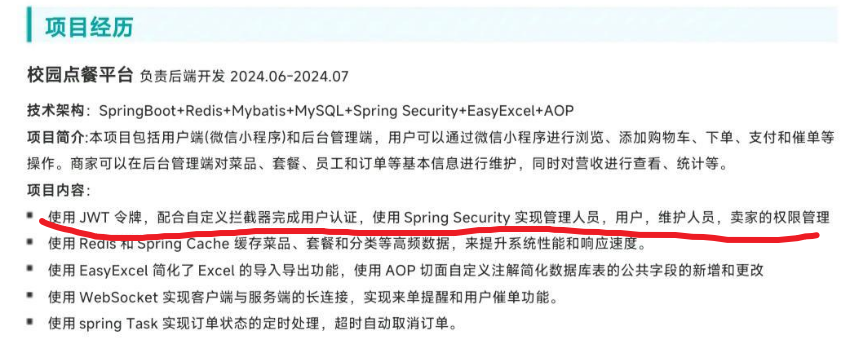 项目经历
校园点餐平台 负责后端开发 2024.06-2024.07
技术架构：SpringBoot+Redis+Mybatis+MySQL+Spring Security+EasyExcel+AOP
项目简介:本项目包括用户端(微信小程序)和后台管理端，用户可以通过微信小程序进行浏览、添加购物车、下单、支付和催单等
操作。商家可以在后台管理端对菜品、套餐、员工和订单等基本信息进行维护，同时对营收进行查看、统计等。
项目内容：
▪ 使用 JWT 令牌，配合自定义拦截器完成用户认证，使用 Spring Security 实现管理人员，用户，维护人员，卖家的权限管理
▪ 使用 Redis 和 Spring Cache 缓存菜品、套餐和分类等高频数据，来提升系统性能和响应速度。
▪ 使用 EasyExcel 简化了 Excel 的导入导出功能，使用 AOP 切面自定义注解简化数据库表的公共字段的新增和更改
▪ 使用 WebSocket 实现客户端与服务端的长连接，实现来单提醒和用户催单功能。
▪ 使用 spring Task 实现订单状态的定时处理，超时自动取消订单。